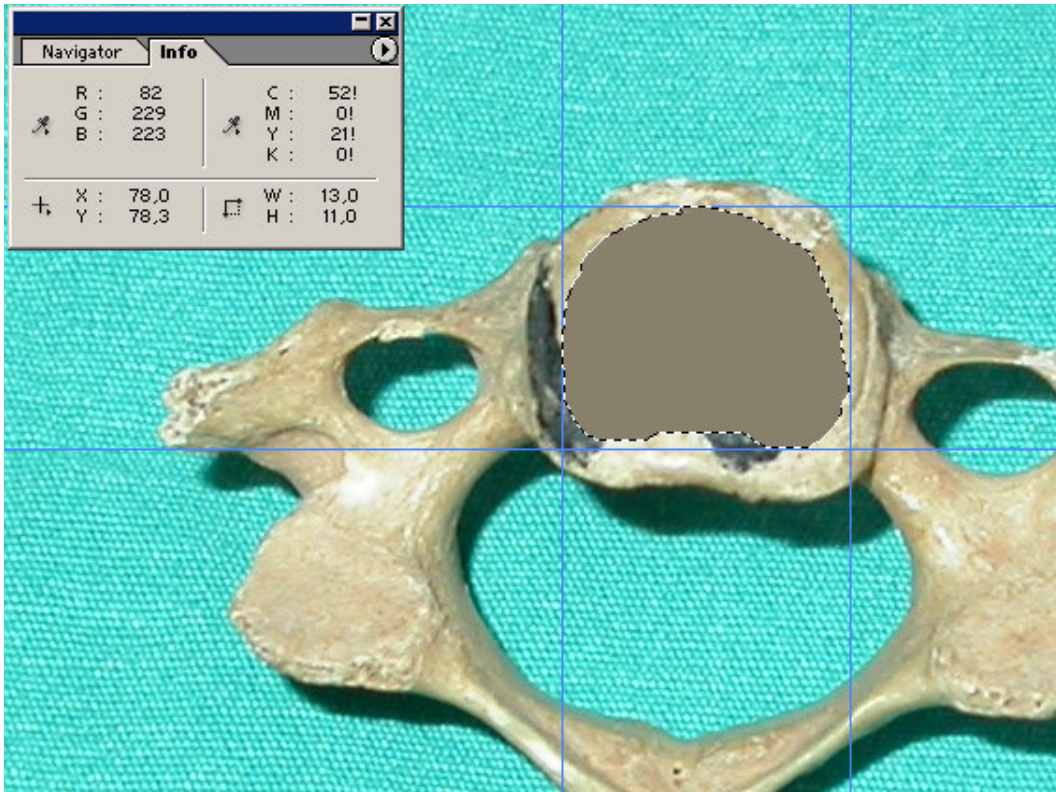 Navigator Info
R : 82 C : 52!
G : 229 M : 0!
B : 223 Y : 21!
K : 0!
X : 78,0 W : 13,0
Y : 78,3 H : 11,0